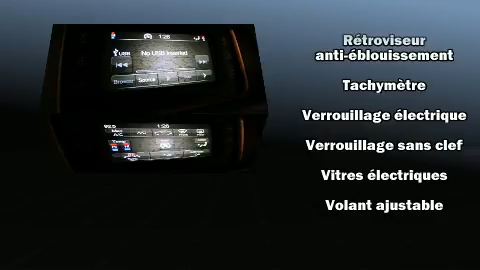 1:26
USB
No USB Inserted
Browse
Source
1:26
Max
A/C
Rétroviseur
anti-éblouissement
Tachymètre
Verrouillage électrique
Verrouillage sans clef
Vitres électriques
Volant ajustable